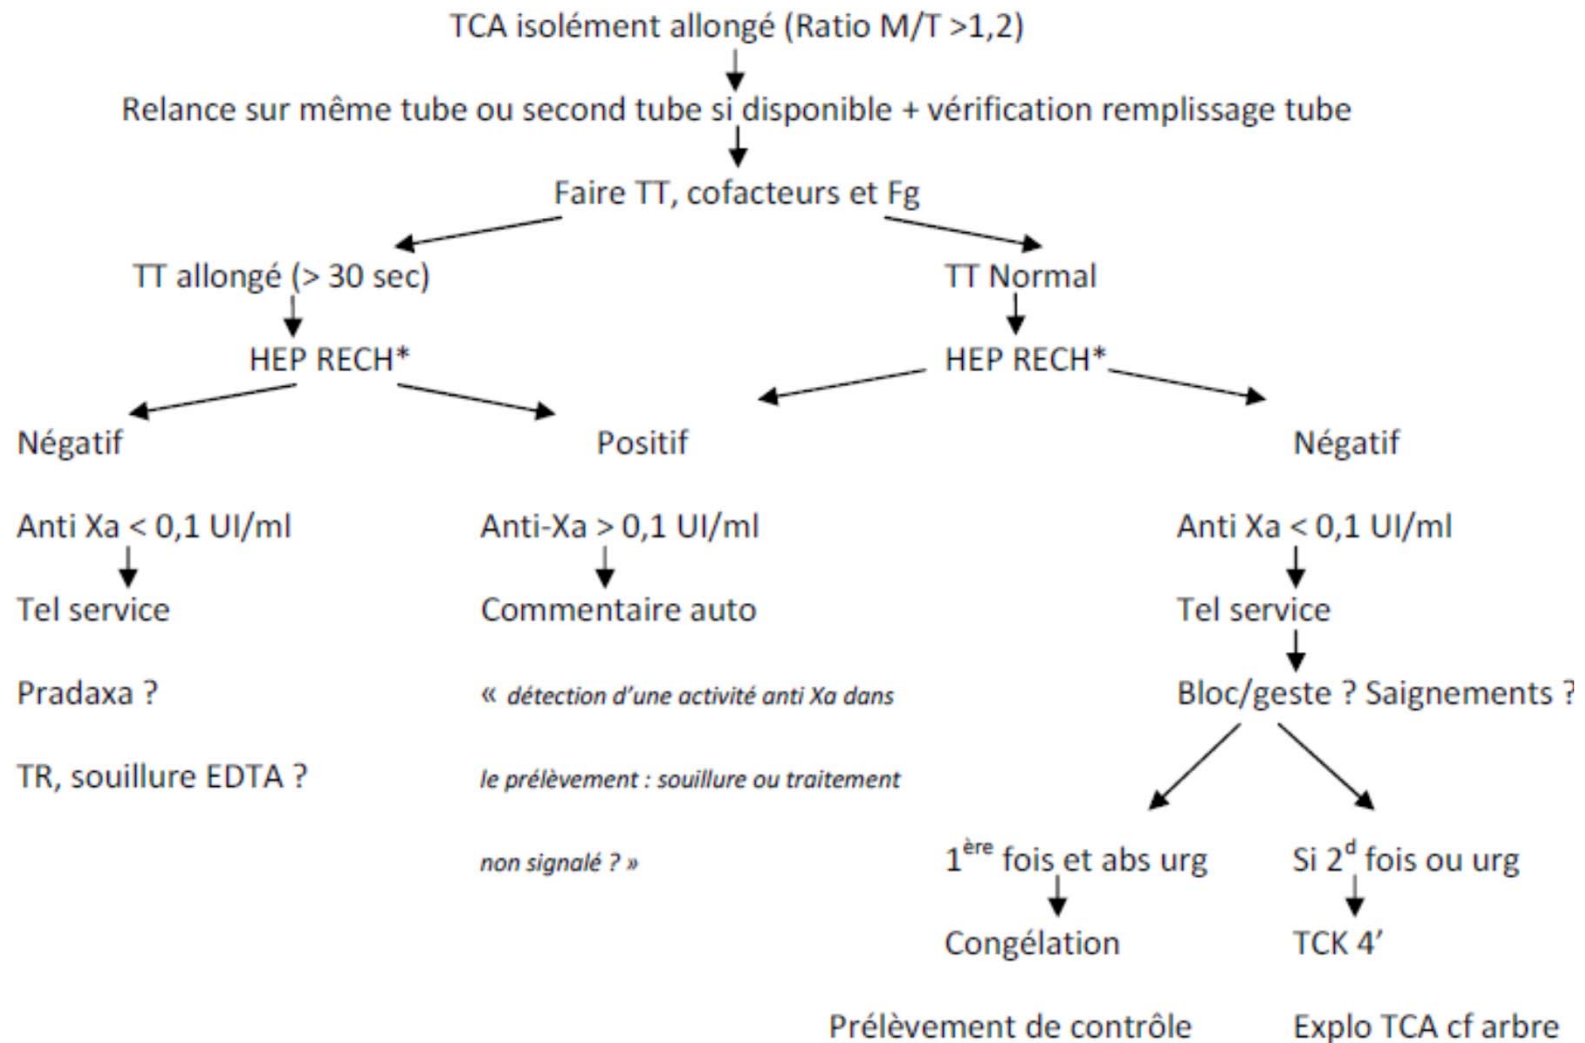 TCA isolément allongé (Ratio M/T >1,2)
Relance sur même tube ou second tube si disponible + vérification remplissage tube
Faire TT, cofacteurs et Fg
TT allongé (> 30 sec)
TT Normal
HEP RECH*
HEP RECH*
Négatif
Positif
Négatif
Anti Xa < 0,1 UI/ml
Anti-Xa > 0,1 UI/ml
Anti Xa < 0,1 UI/ml
Tel service
Commentaire auto
Tel service
Pradaxa ?
« détection d'une activité anti Xa dans
Bloc/geste ? Saignements ?
TR, souillure EDTA ?
le prélèvement : souillure ou traitement
non signalé ? »
1ère fois et abs urg
Si 2d fois ou urg
Congélation
TCK 4'
Prélèvement de contrôle
Explo TCA cf arbre